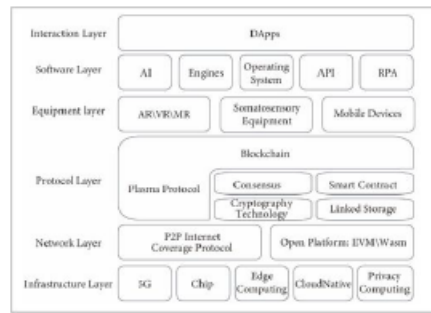 Interaction Layer
DApps
Software Layer
AI
Engines
Operating
System
API
RPA
Equipment layer
AR\VR\MR
Somatosensory
Equipment
Mobile Devices
Protocol Layer
Blockchain
Plasma Protocol
Consensus
Smart Contract
Cryptography
Technology
Linked Storage
Network Layer
P2P Internet
Coverage Protocol
Open Platform: EVM\Wasm
Infrastructure Layer
5G
Chip
Edge
Computing
CloudNative
Privacy
Computing